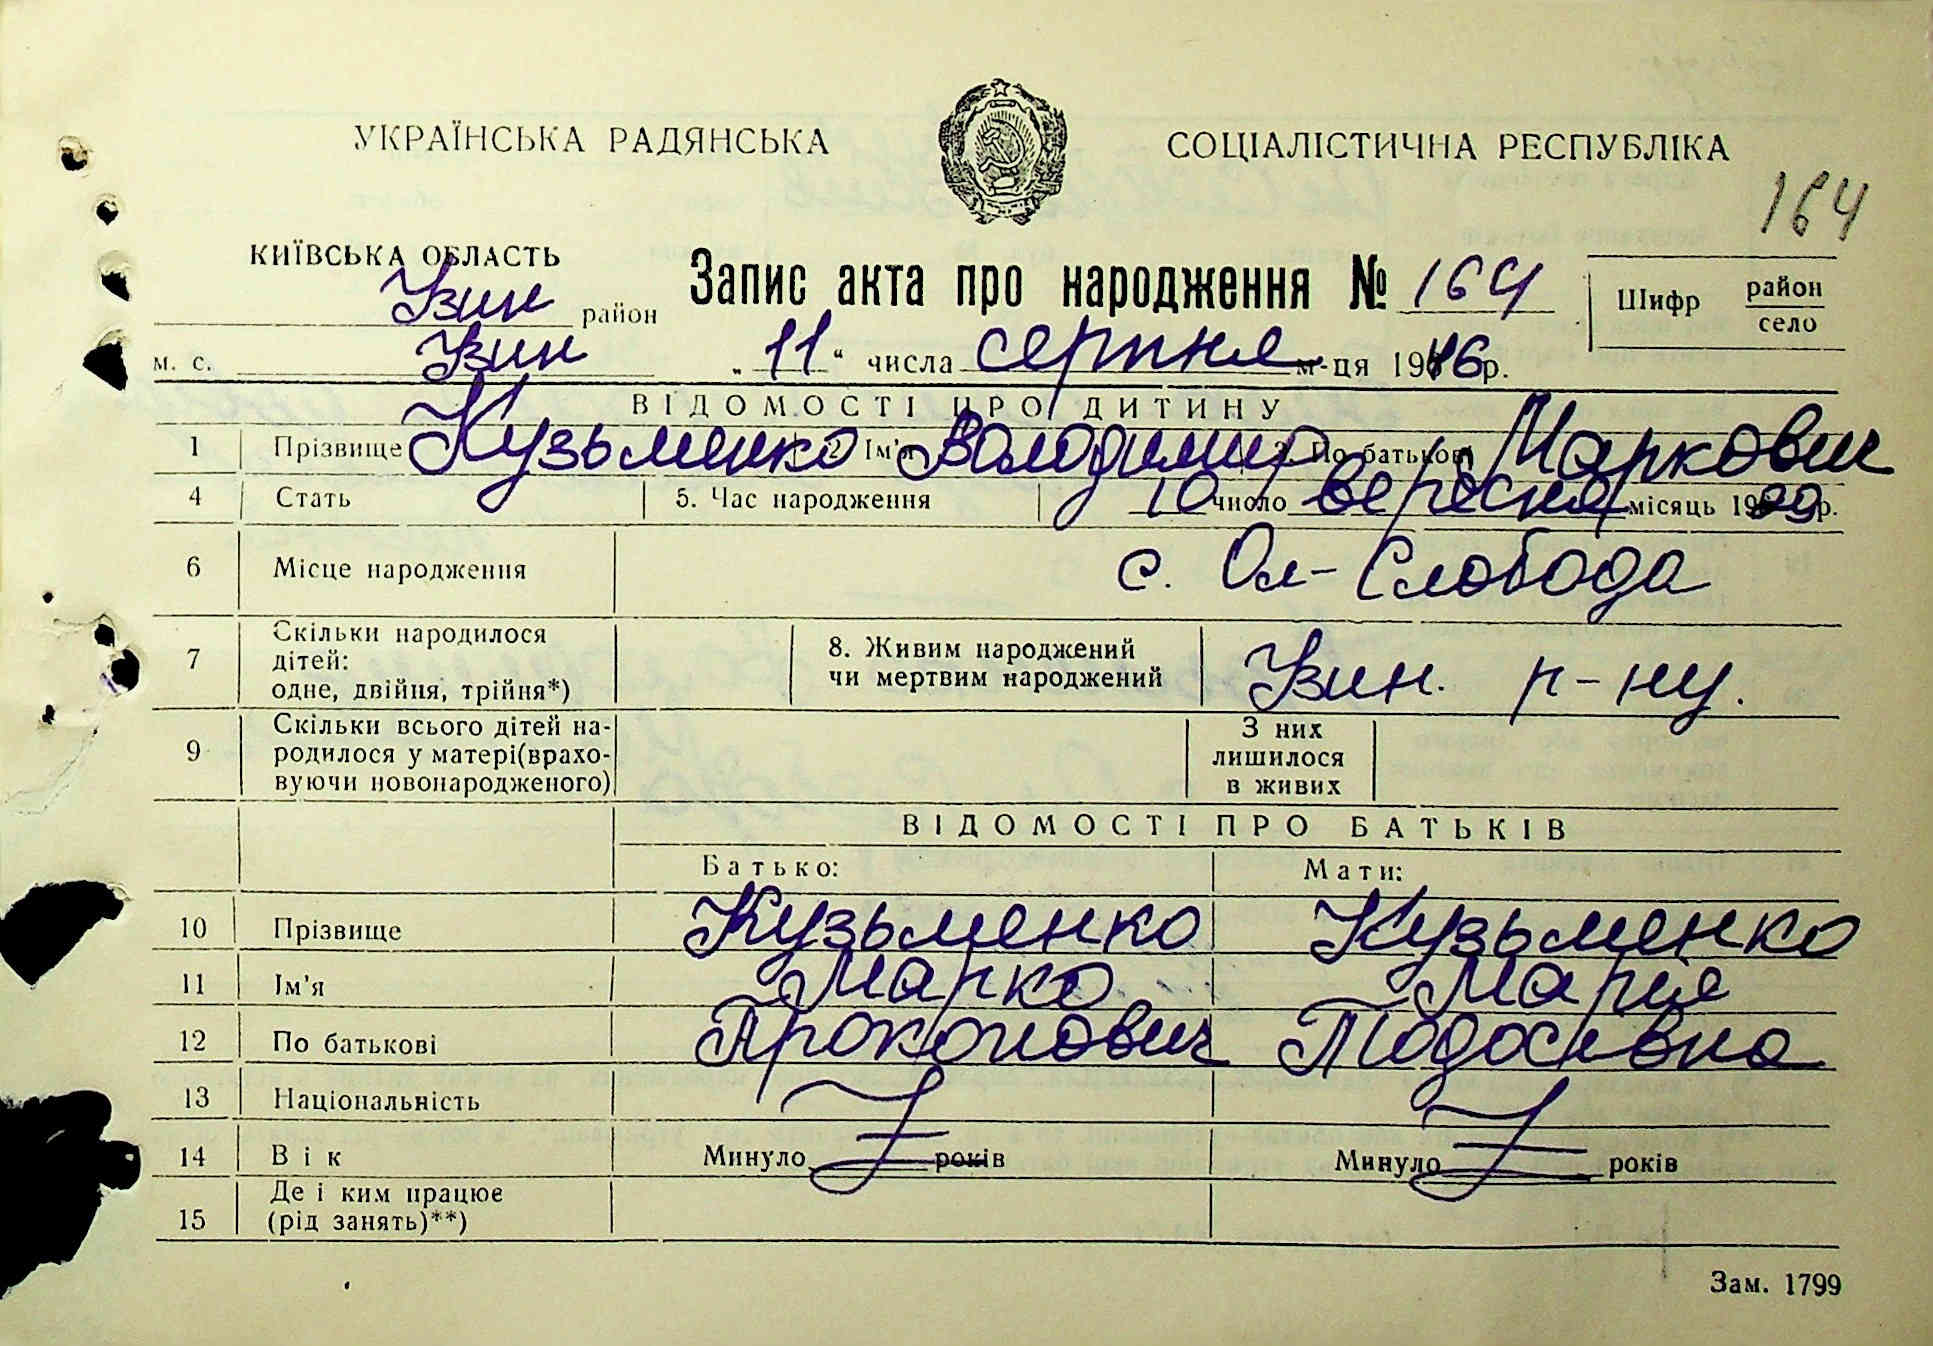 УКРАЇНСЬКА РАДЯНСЬКА СОЦІАЛІСТИЧНА РЕСПУБЛІКА
164
КИЇВСЬКА ОБЛАСТЬ
Узин район
Запис акта про народження № 164
Шифр район село
м. с. Узин „11“ числа серпня м-ця 1946 р.
ВІДОМОСТІ ПРО ДИТИНУ
1 Прізвище Кузьменко 2 Ім'я Володимир 3. По батькові Маркович
4 Стать 5. Час народження 10 число вересня місяць 19 р.
6 Місце народження с. Ол-Слобода
7 Скільки народилося дітей: одне, двійня, трійня*) 8. Живим народжений чи мертвим народжений Узин. р-ну.
9 Скільки всього дітей народилося у матері(враховуючи новонародженого) З них лишилося в живих
ВІДОМОСТІ ПРО БАТЬКІВ
Батько: Мати:
10 Прізвище Кузьменко Кузьменко
11 Ім'я Марко Марія
12 По батькові Прокопович Тодосівна
13 Національність
14 Вік Минуло років Минуло років
15 Де і ким працює (рід занять)**)
Зам. 1799